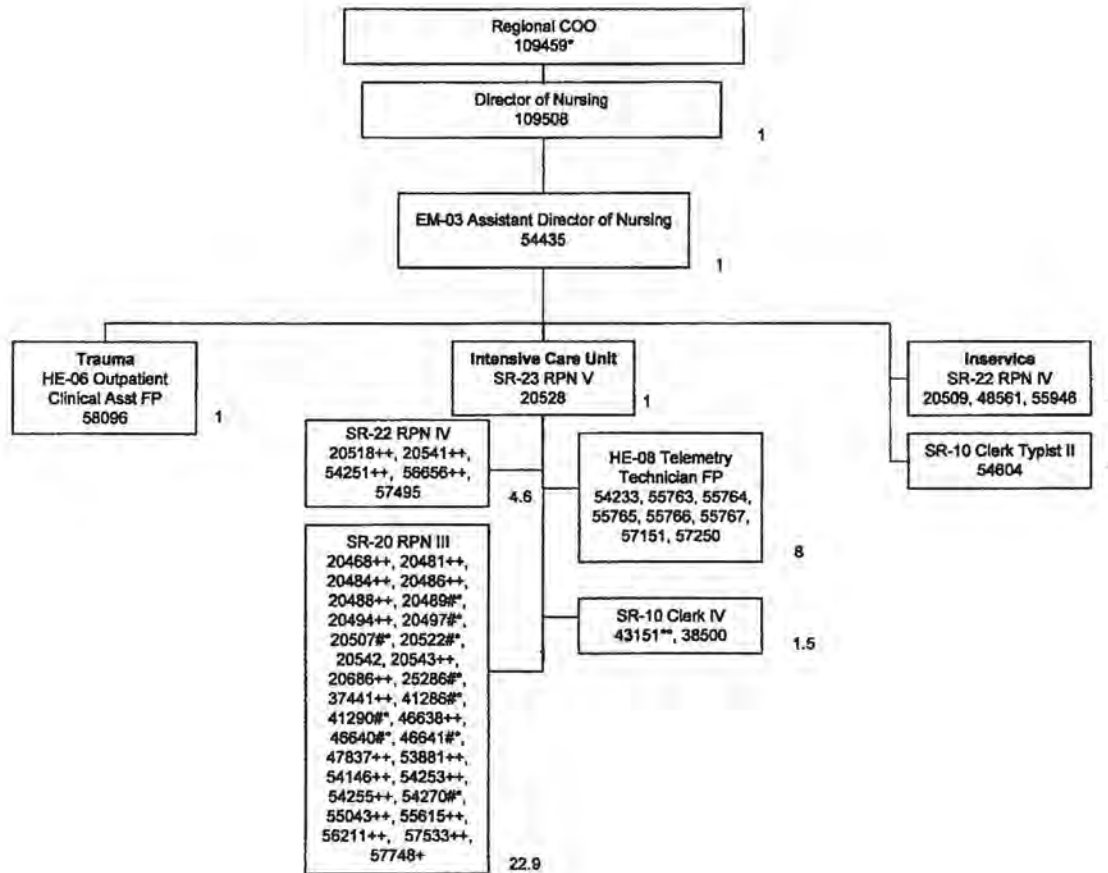 Regional COO
109459*
Director of Nursing
109508
1
EM-03 Assistant Director of Nursing
54435
1
Trauma
HE-06 Outpatient
Clinical Asst FP
58096
1
Intensive Care Unit
SR-23 RPN V
20528
1
Inservice
SR-22 RPN IV
20509, 48561, 55946
SR-10 Clerk Typist II
54604
SR-22 RPN IV
20518++, 20541++,
54251++, 56656++,
57495
4.6
HE-08 Telemetry
Technician FP
54233, 55763, 55764,
55765, 55766, 55767,
57151, 57250
8
SR-20 RPN III
20468++, 20481++,
20484++, 20486++,
20488++, 20489#*,
20494++, 20497#*,
20507#*, 20522#*,
20542, 20543++,
20686++, 25286#*,
37441++, 41286#*,
41290#*, 46638++,
46640#*, 46641#*,
47837++, 53881++,
54146++, 54253++,
54255++, 54270#*,
55043++, 55615++,
56211++, 57533++,
57748+
22.9
SR-10 Clerk IV
43151**, 38500
1.5